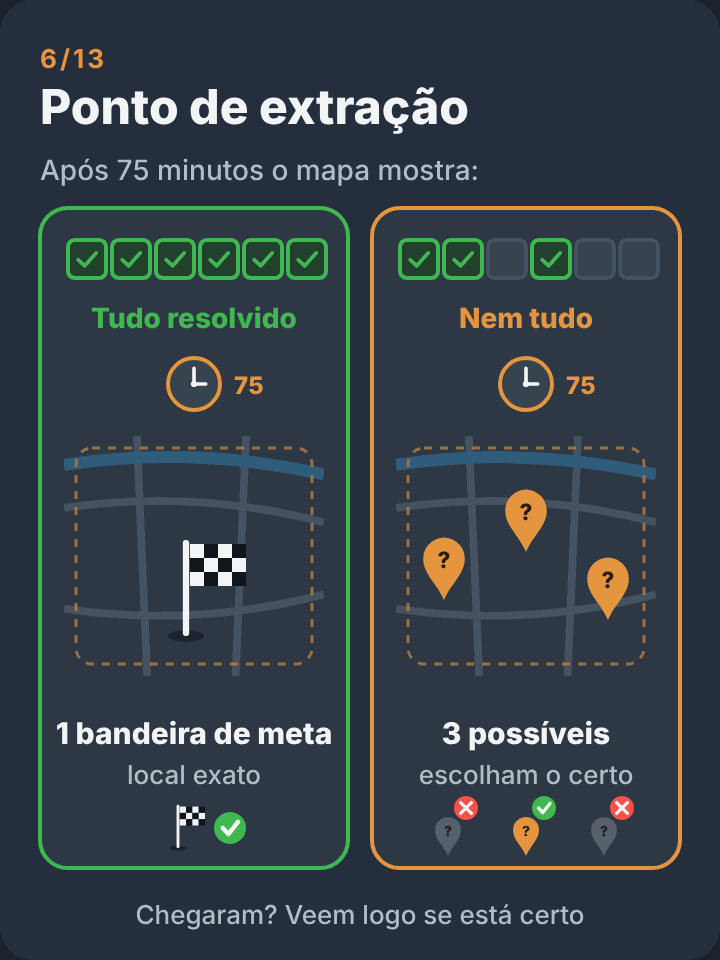 6/13
Ponto de extração
Após 75 minutos o mapa mostra:
Tudo resolvido
75
1 bandeira de meta
local exato
Nem tudo
75
?
?
?
3 possíveis
escolham o certo
?
?
?
Chegaram? Veem logo se está certo